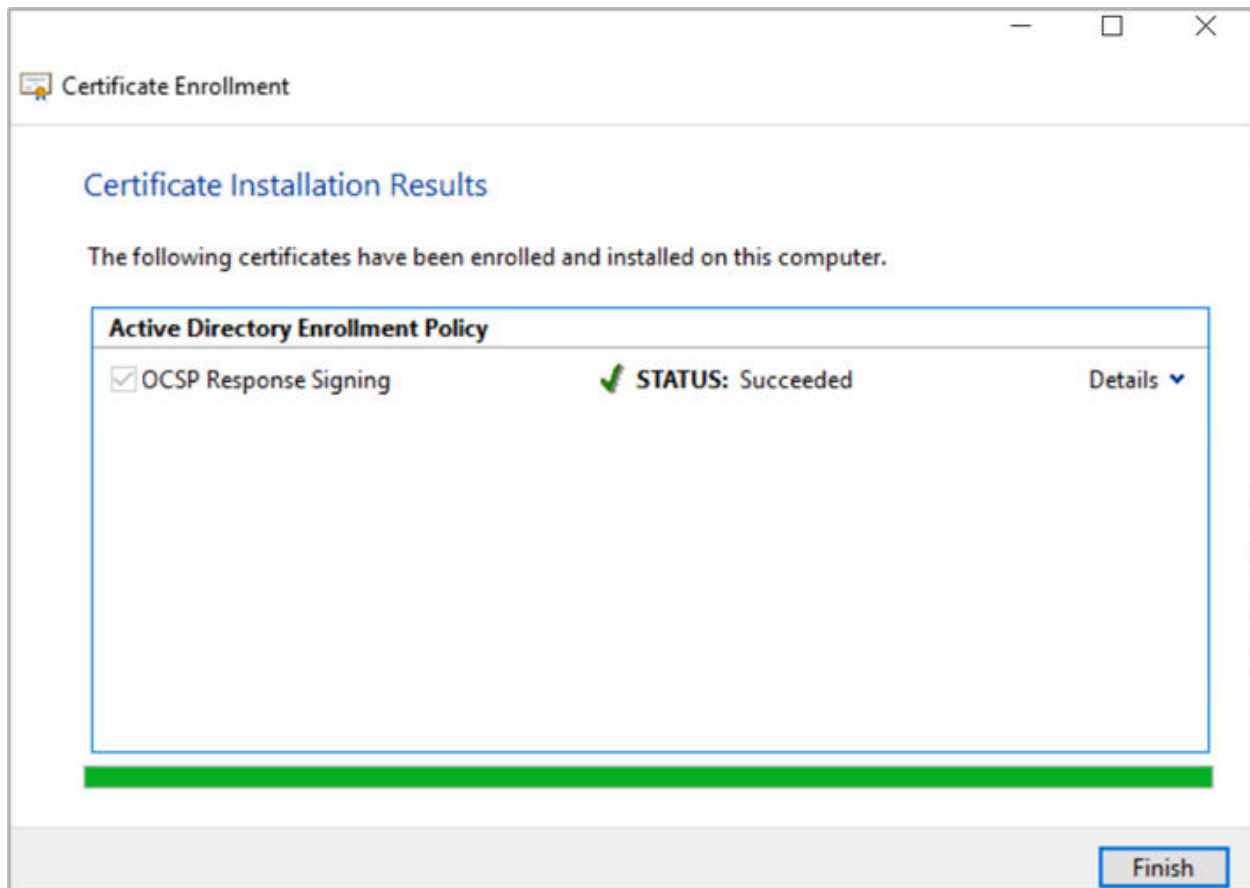 Certificate Enrollment
Certificate Installation Results
The following certificates have been enrolled and installed on this computer.
Active Directory Enrollment Policy
OCSP Response Signing STATUS: Succeeded Details
Finish